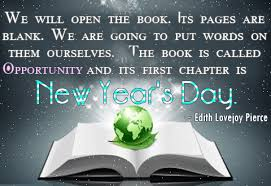 We will open the book. Its pages are
blank. We are going to put words on
them ourselves. The book is called
Opportunity and its first chapter is
New Year's Day.
- Edith Lovejoy Pierce